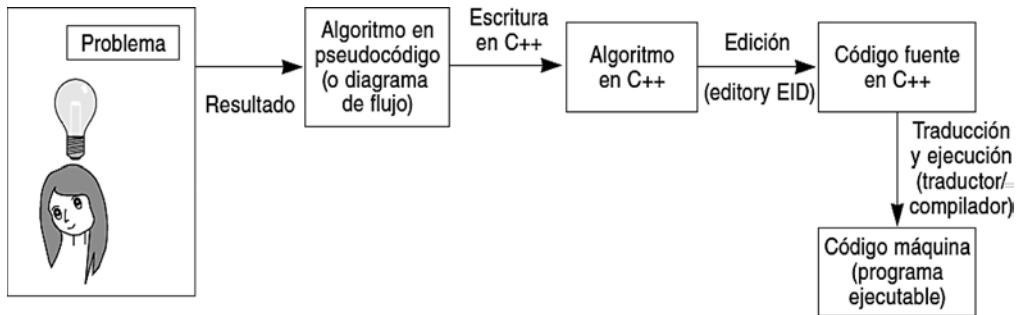 Problema
Resultado
Algoritmo en
pseudocódigo
(o diagrama
de flujo)
Escritura
en C++
Algoritmo
en C++
Edición
(editory EID)
Código fuente
en C++
Traducción
y ejecución
(traductor/
compilador)
Código máquina
(programa
ejecutable)